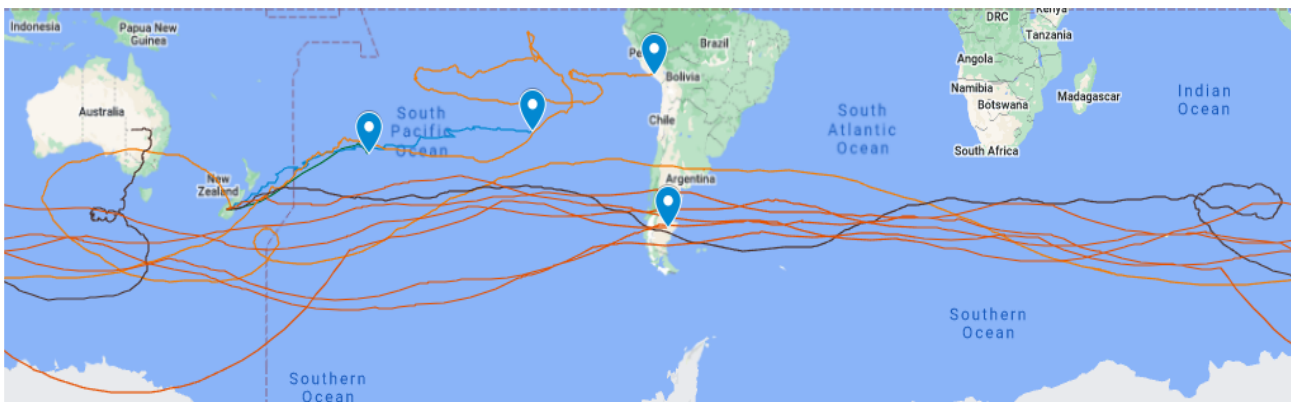 Indonesia
Papua New
Guinea
DRC
Kenya
Tanzania
Brazil
Bolivia
Angola
Namibia
Botswana
Madagascar
Indian
Ocean
Australia
South
Pacific
Ocean
Chile
South
Atlantic
Ocean
South Africa
New
Zealand
Argentina
Southern
Ocean
Southern
Ocean